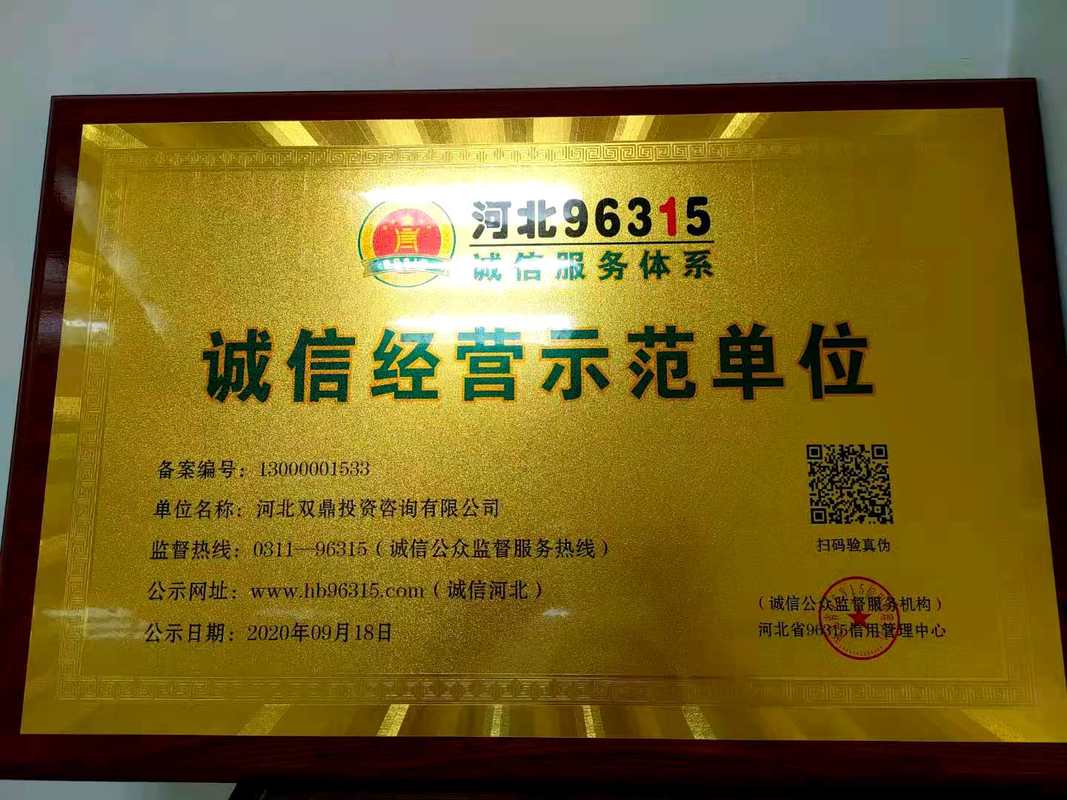 河北96315
诚信服务体系
诚信经营示范单位
备案编号：13000001533
单位名称：河北双鼎投资咨询有限公司
监督热线：0311—96315（诚信公众监督服务热线）
公示网址：www.hb96315.com（诚信河北）
公示日期：2020年09月18日
扫码验真伪
（诚信公众监督服务机构）
河北省96315信用管理中心